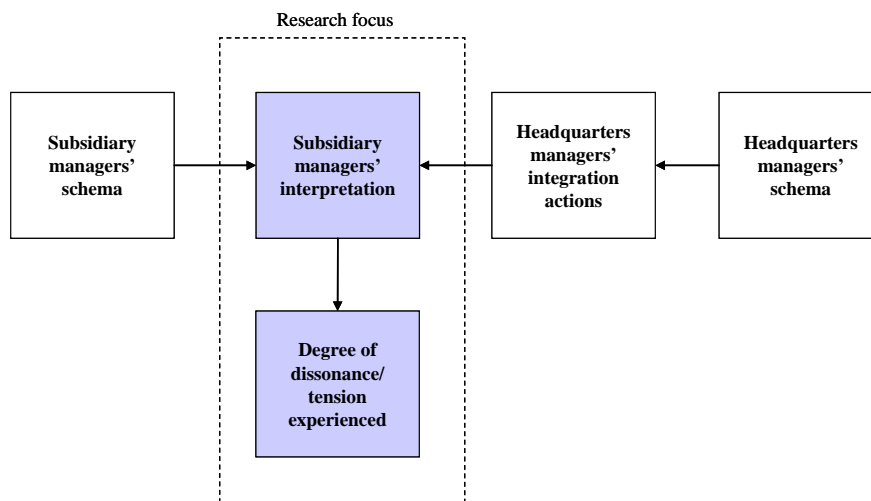 Research focus
Subsidiary
managers’
schema
Subsidiary
managers’
interpretation
Headquarters
managers’
integration
actions
Headquarters
managers’
schema
Degree of
dissonance/
tension
experienced